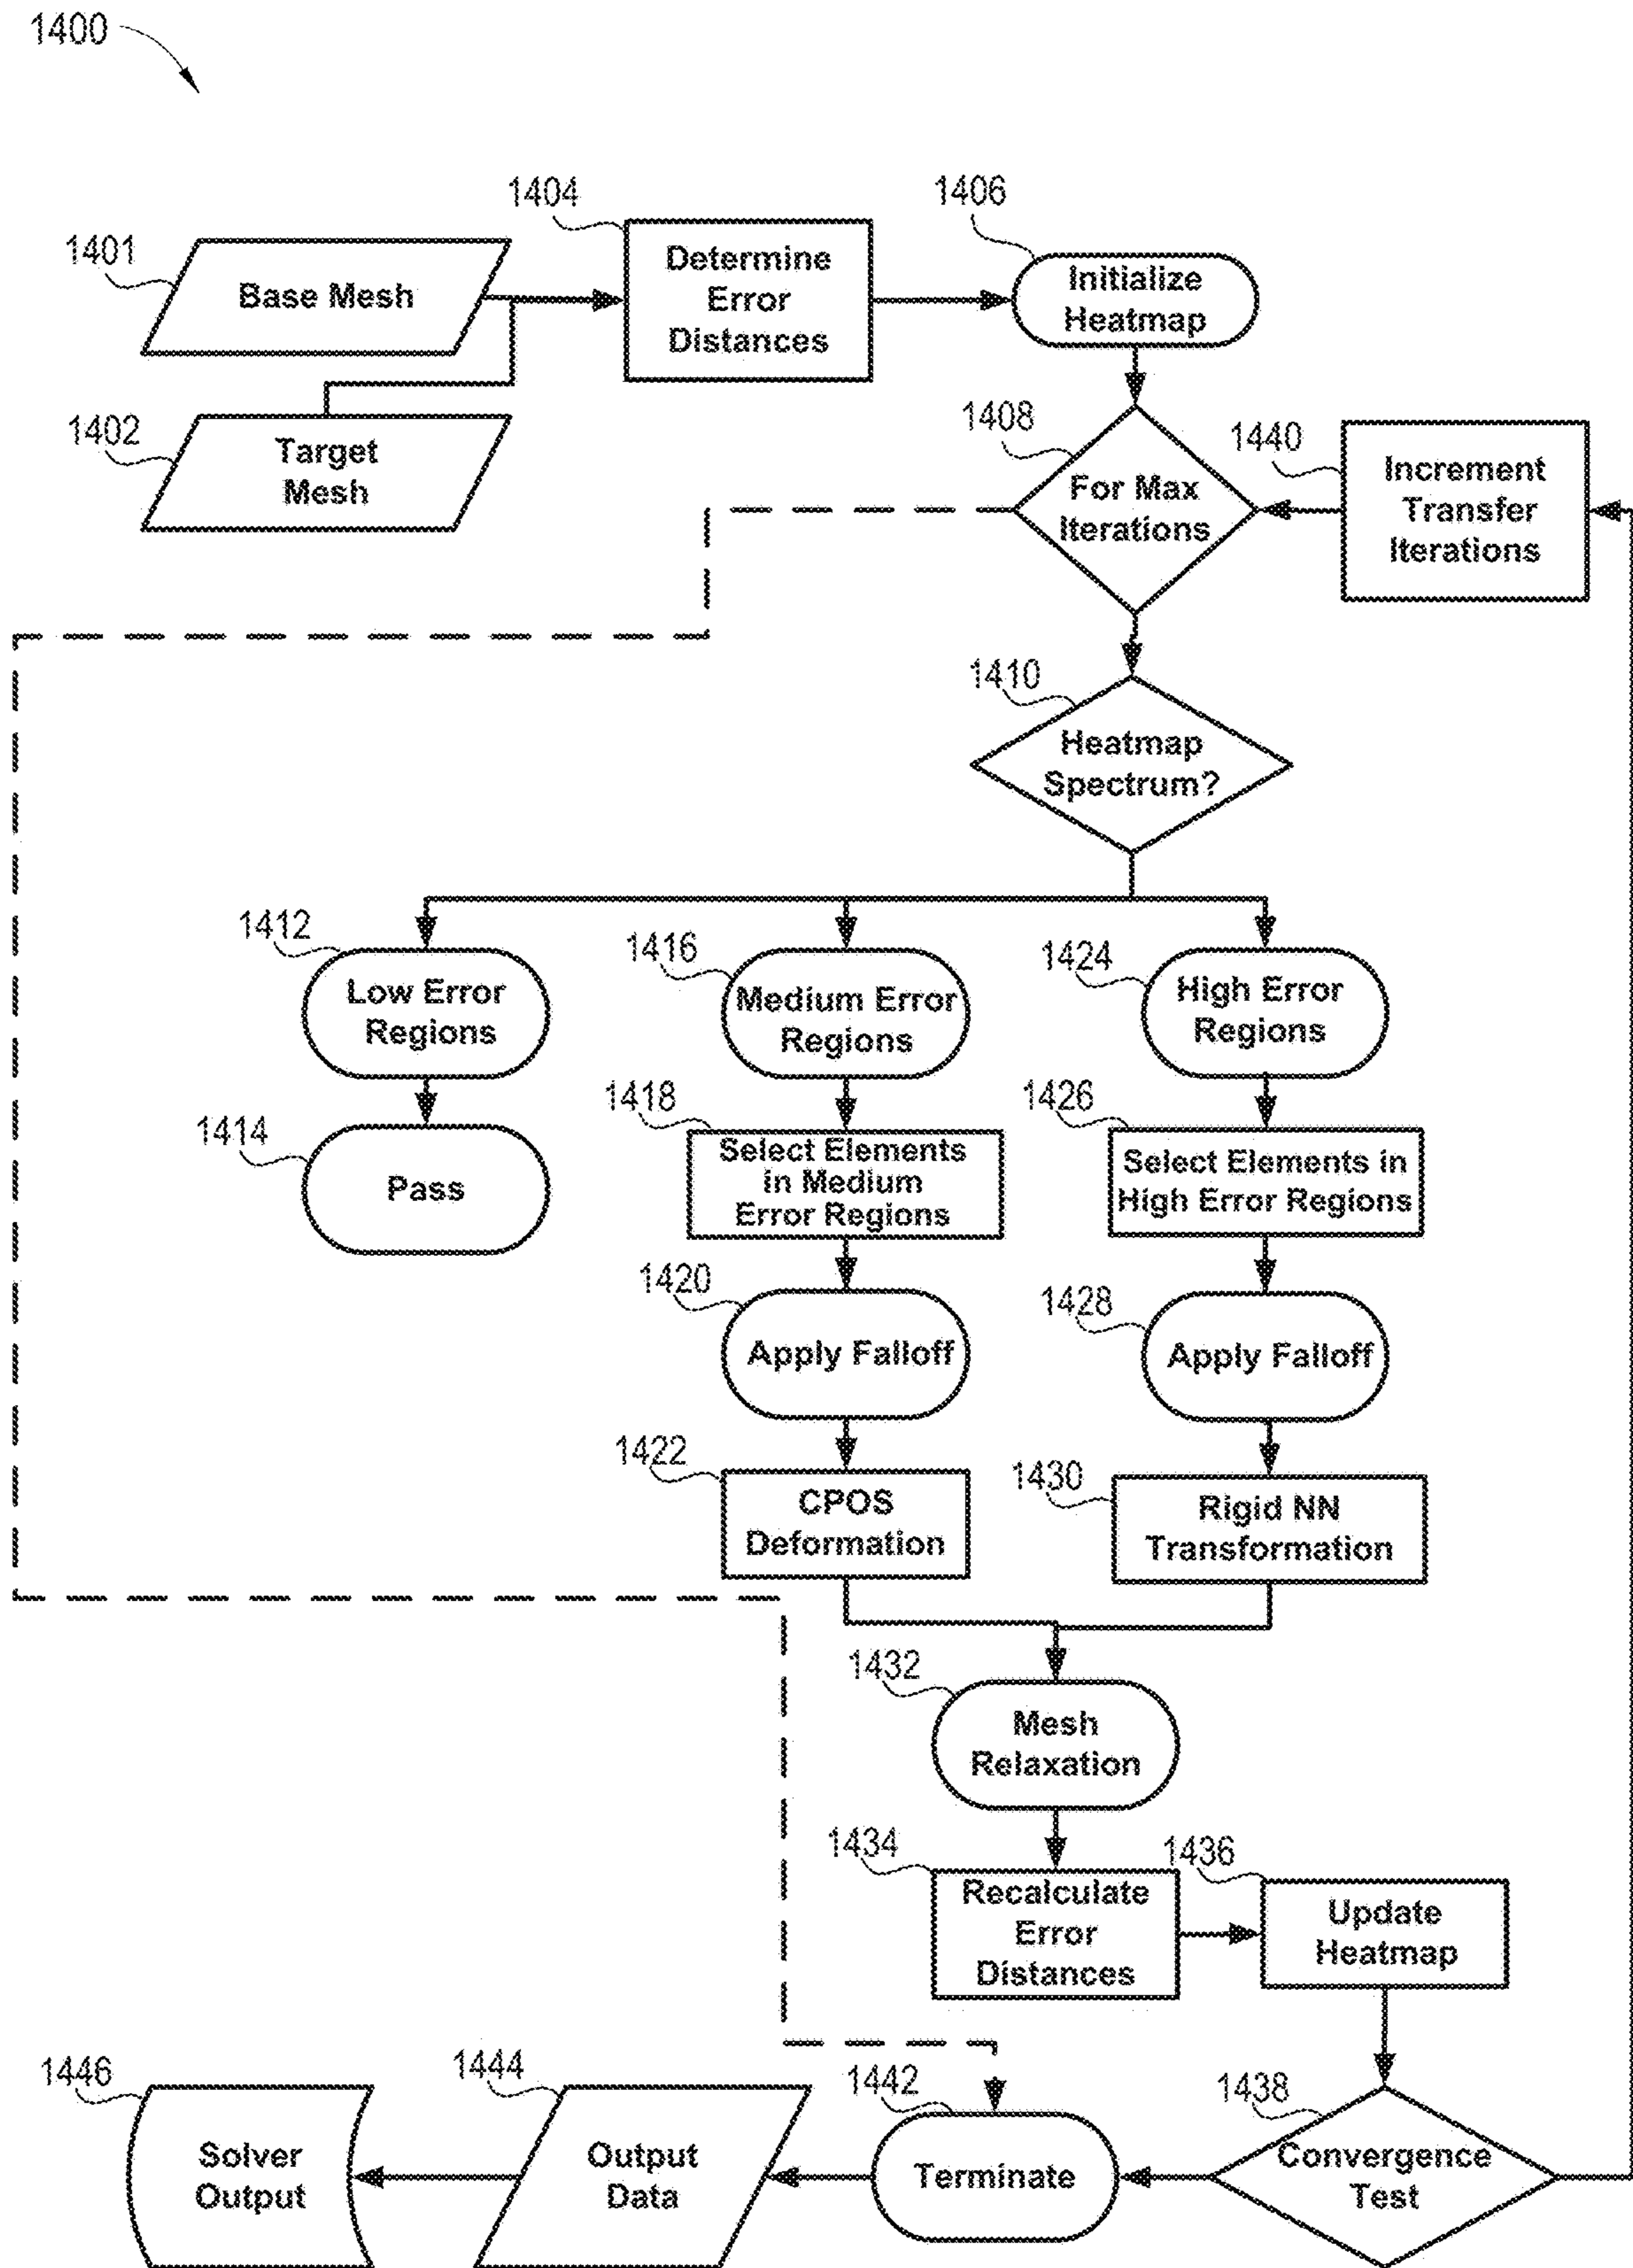 1400
1404
1406
1401
Base Mesh
Determine
Error
Distances
Initialize
Heatmap
1402
Target
Mesh
1408
For Max
Iterations
1440
Increment
Transfer
Iterations
1410
Heatmap
Spectrum?
1412
Low Error
Regions
1416
Medium Error
Regions
1424
High Error
Regions
1414
Pass
1418
Select Elements
in Medium
Error Regions
1426
Select Elements in
High Error Regions
1420
Apply Falloff
1428
Apply Falloff
1422
CPOS
Deformation
1430
Rigid NN
Transformation
1432
Mesh
Relaxation
1434
Recalculate
Error
Distances
1436
Update
Heatmap
1446
Solver
Output
1444
Output
Data
1442
Terminate
1438
Convergence
Test